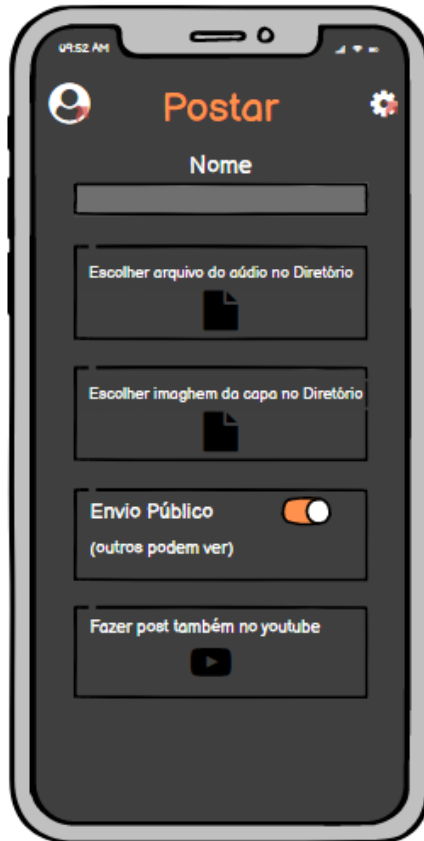 09:52 AM
Postar
Nome
Escolher arquivo do aúdio no Diretório
Escolher imaghem da capa no Diretório
Envio Público
(outros podem ver)
Fazer post também no youtube